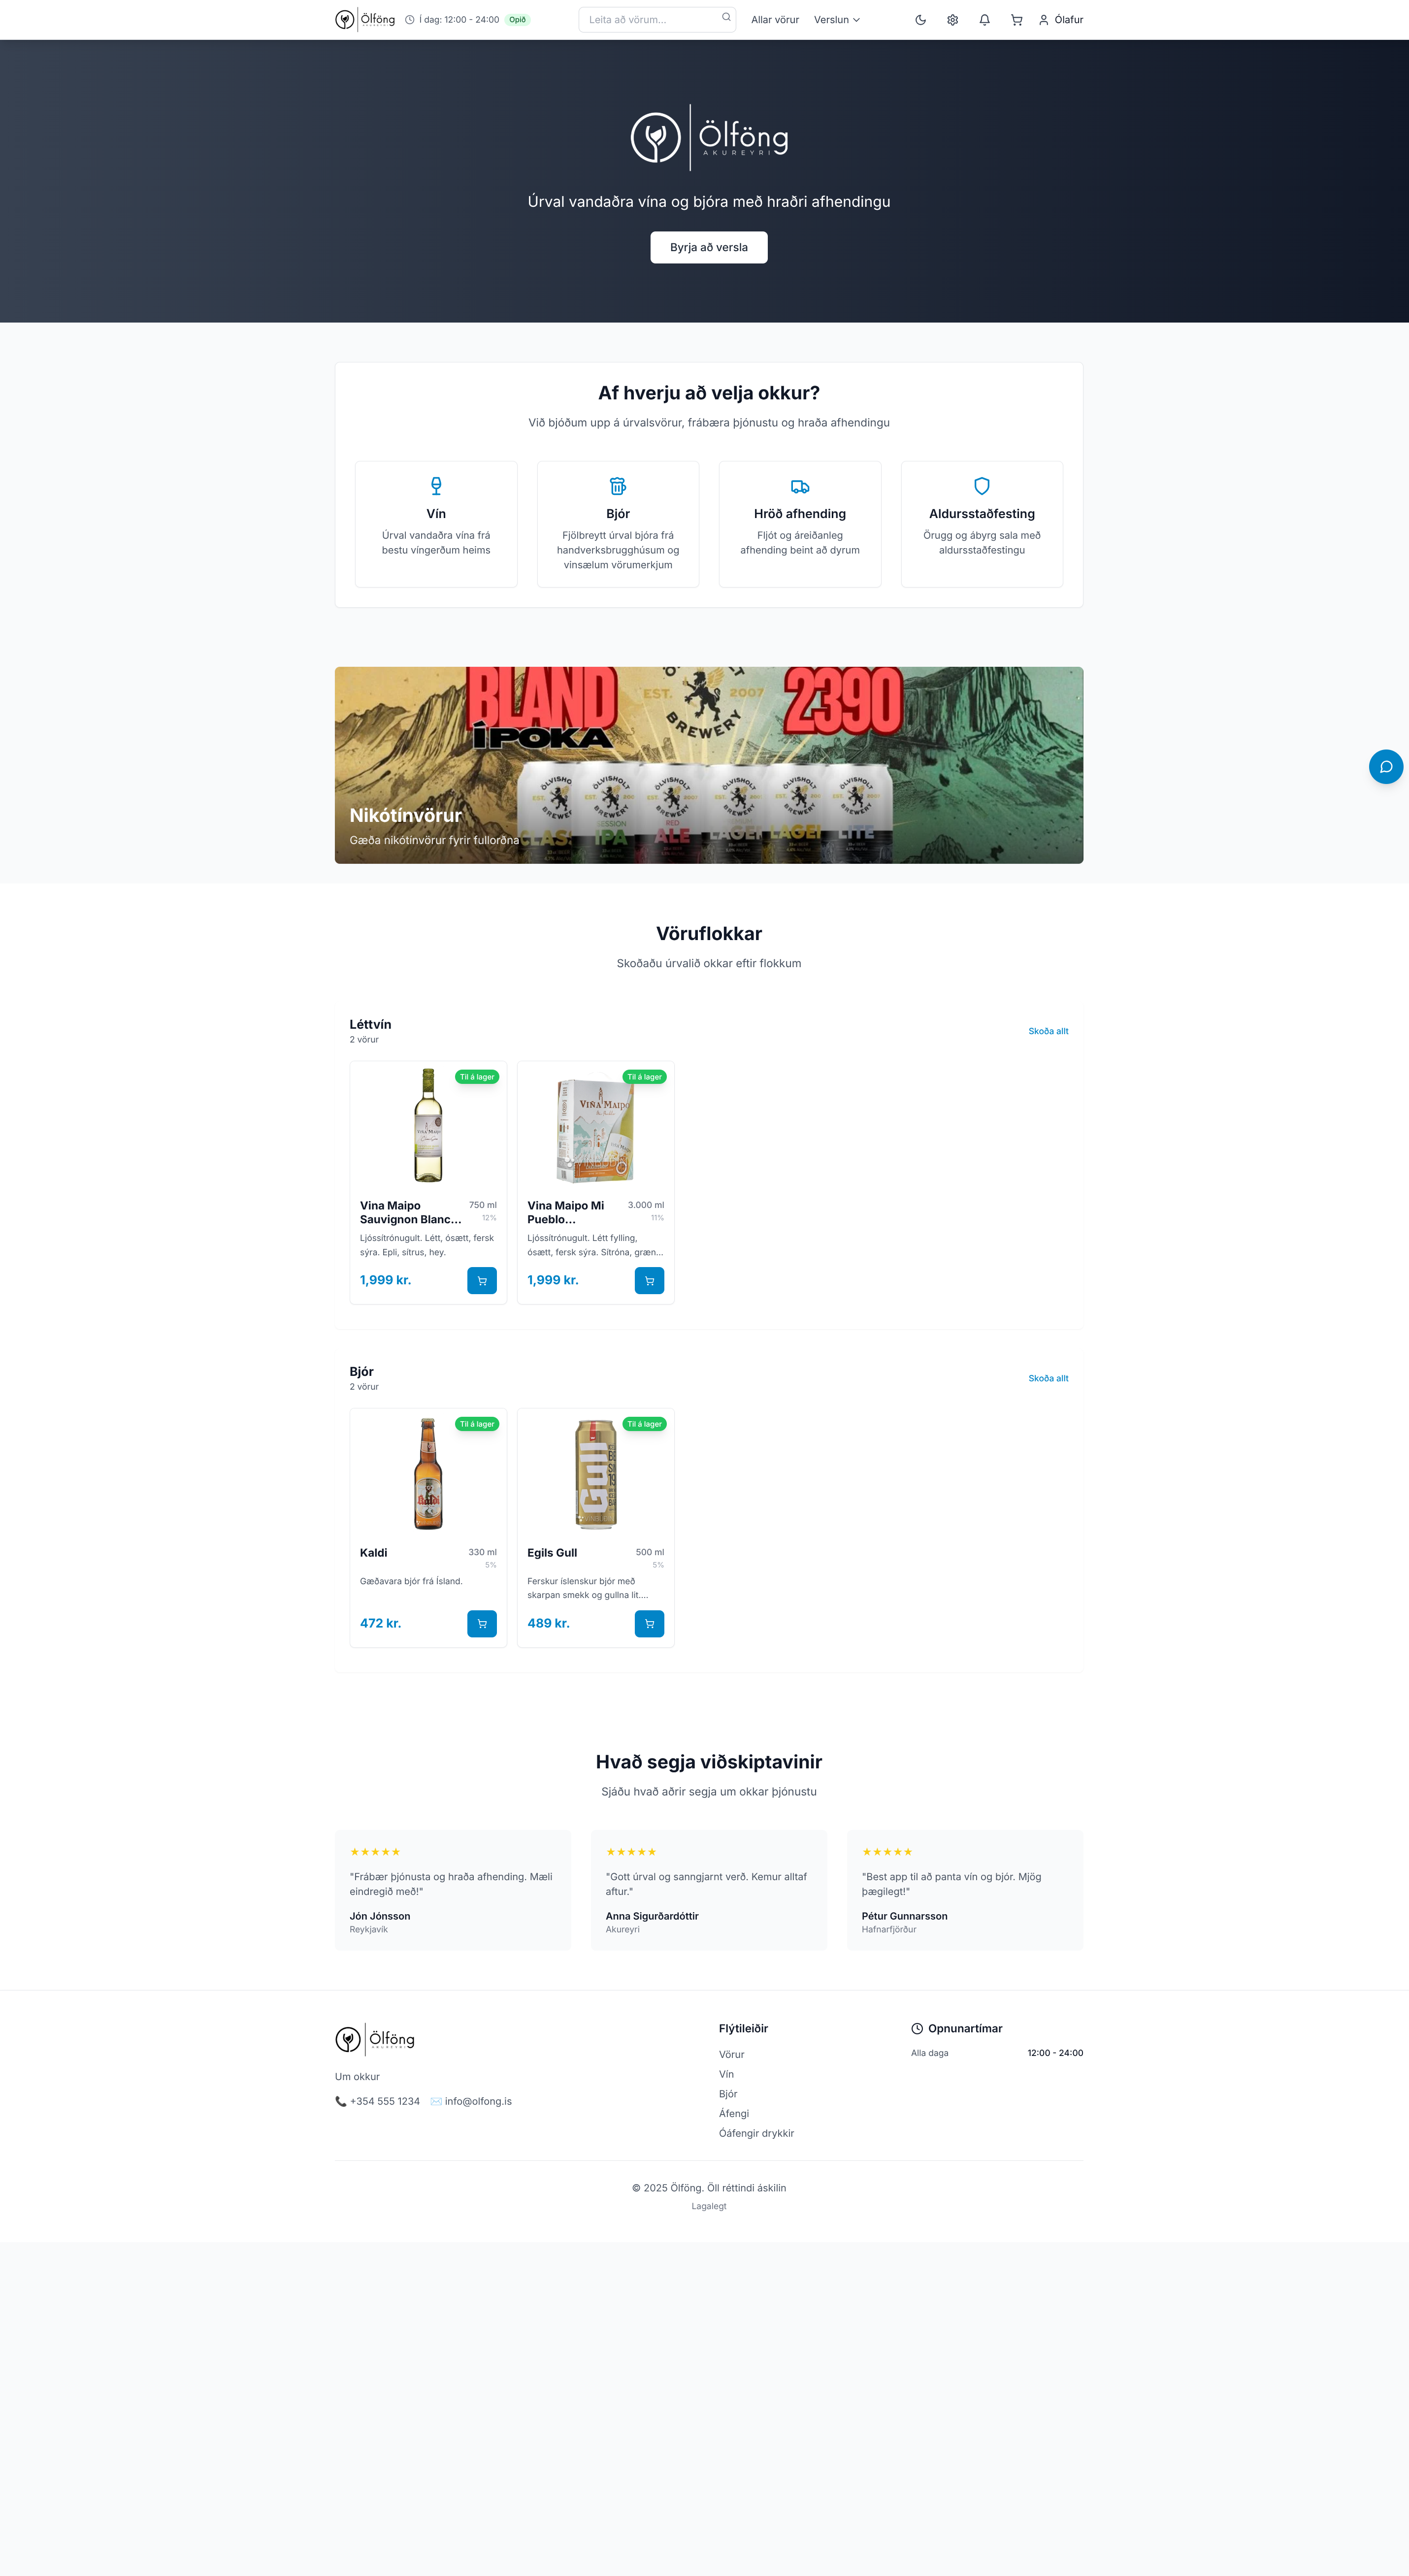 Ölföng
Í dag: 12:00 - 24:00
Opið
Leita að vörum...
Allar vörur
Verslun
Ólafur
Ölföng
AKUREYRI
Úrval vandaðra vína og bjóra með hraðri afhendingu
Byrja að versla
Af hverju að velja okkur?
Við bjóðum upp á úrvalsvörur, frábæra þjónustu og hraða afhendingu
Vín
Úrval vandaðra vína frá
bestu víngerðum heims
Bjór
Fjölbreytt úrval bjóra frá
handverksbrugghúsum og
vinsælum vörumerkjum
Hröð afhending
Fljót og áreiðanleg
afhending beint að dyrum
Aldursstaðfesting
Örugg og ábyrg sala með
aldursstaðfestingu
BLAND
ÍPOKA
EST. 2007
BREWERY
2390
ÖLVISHOLT
BREWERY
Nikótínvörur
Gæða nikótínvörur fyrir fullorðna
SESSION
IPA
RED
ALE
LAGER
LITE
Vöruflokkar
Skoðaðu úrvalið okkar eftir flokkum
Léttvín
2 vörur
Skoða allt
Til á lager
VIÑA MAIPO
Vina Maipo
Sauvignon Blanc...
750 ml
12%
Ljóssítrónugult. Létt, ósætt, fersk
sýra. Epli, sítrus, hey.
1,999 kr.
Til á lager
VIÑA MAIPO
Vina Maipo Mi
Pueblo...
3.000 ml
11%
Ljóssítrónugult. Létt fylling,
ósætt, fersk sýra. Sítróna, græn...
1,999 kr.
Bjór
2 vörur
Skoða allt
Til á lager
Kaldi
Kaldi
330 ml
5%
Gæðavara bjór frá Ísland.
472 kr.
Til á lager
Gull
Egils Gull
500 ml
5%
Ferskur íslenskur bjór með
skarpan smekk og gullna lit....
489 kr.
Hvað segja viðskiptavinir
Sjáðu hvað aðrir segja um okkar þjónustu
"Frábær þjónusta og hraða afhending. Mæli
eindregið með!"
Jón Jónsson
Reykjavík
"Gott úrval og sanngjarnt verð. Kemur alltaf
aftur."
Anna Sigurðardóttir
Akureyri
"Best app til að panta vín og bjór. Mjög
þægilegt!"
Pétur Gunnarsson
Hafnarfjörður
Ölföng
AKUREYRI
Um okkur
+354 555 1234
info@olfong.is
Flýtileiðir
Vörur
Vín
Bjór
Áfengi
Óáfengir drykkir
Opnunartímar
Alla daga
12:00 - 24:00
© 2025 Ölföng. Öll réttindi áskilin
Lagalegt